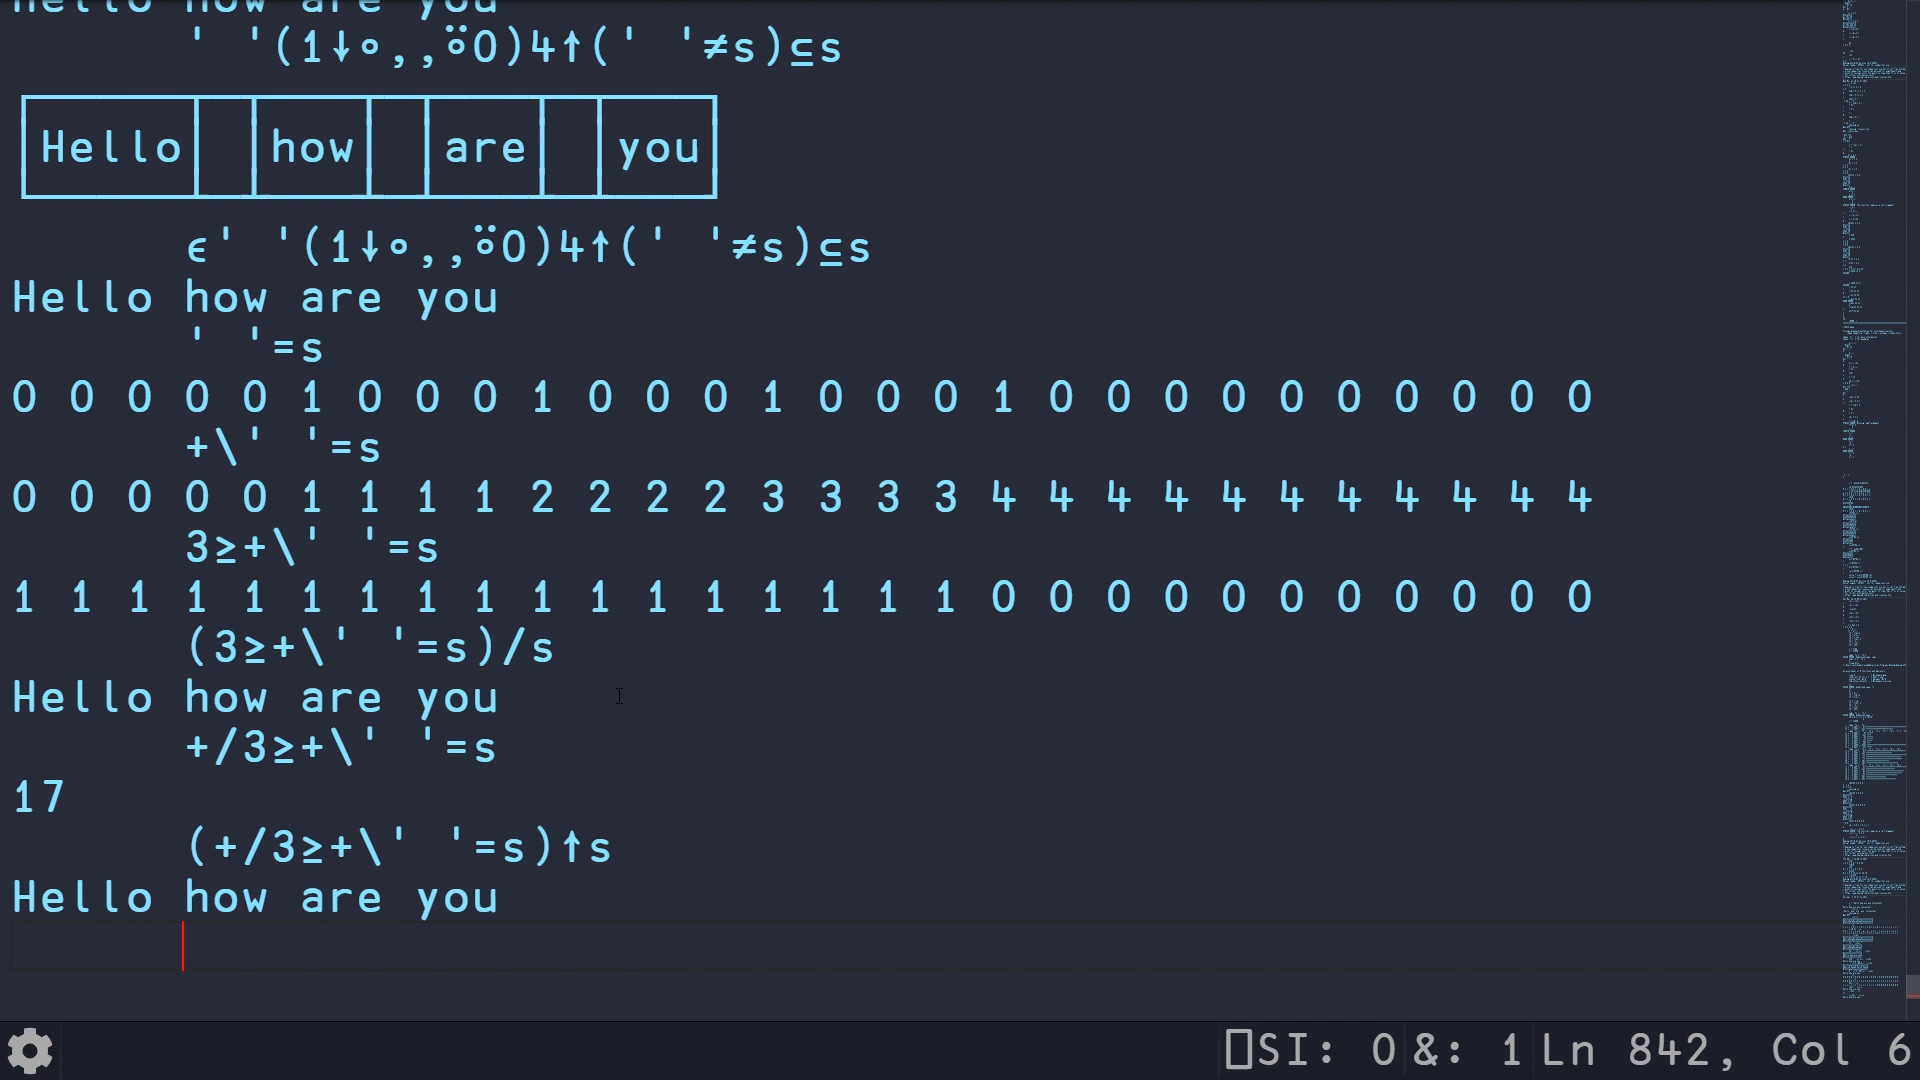 Hello how are you
' '(1↓∘,,⍥O)4↑(' '≠s)⊆s
Hello how are you
∊' '(1↓∘,,⍥O)4↑(' '≠s)⊆s
Hello how are you
' '=s
0 0 0 0 0 1 0 0 0 1 0 0 0 1 0 0 0 1 0 0 0 0 0 0 0 0 0 0
+\' '=s
0 0 0 0 0 1 1 1 1 2 2 2 2 3 3 3 3 4 4 4 4 4 4 4 4 4 4 4
3≥+\' '=s
1 1 1 1 1 1 1 1 1 1 1 1 1 1 1 1 1 0 0 0 0 0 0 0 0 0 0 0
(3≥+\' '=s)/s
Hello how are you
+/3≥+\' '=s
17
(+/3≥+\' '=s)↑s
Hello how are you
⎕SI: 0 &: 1 Ln 842, Col 6